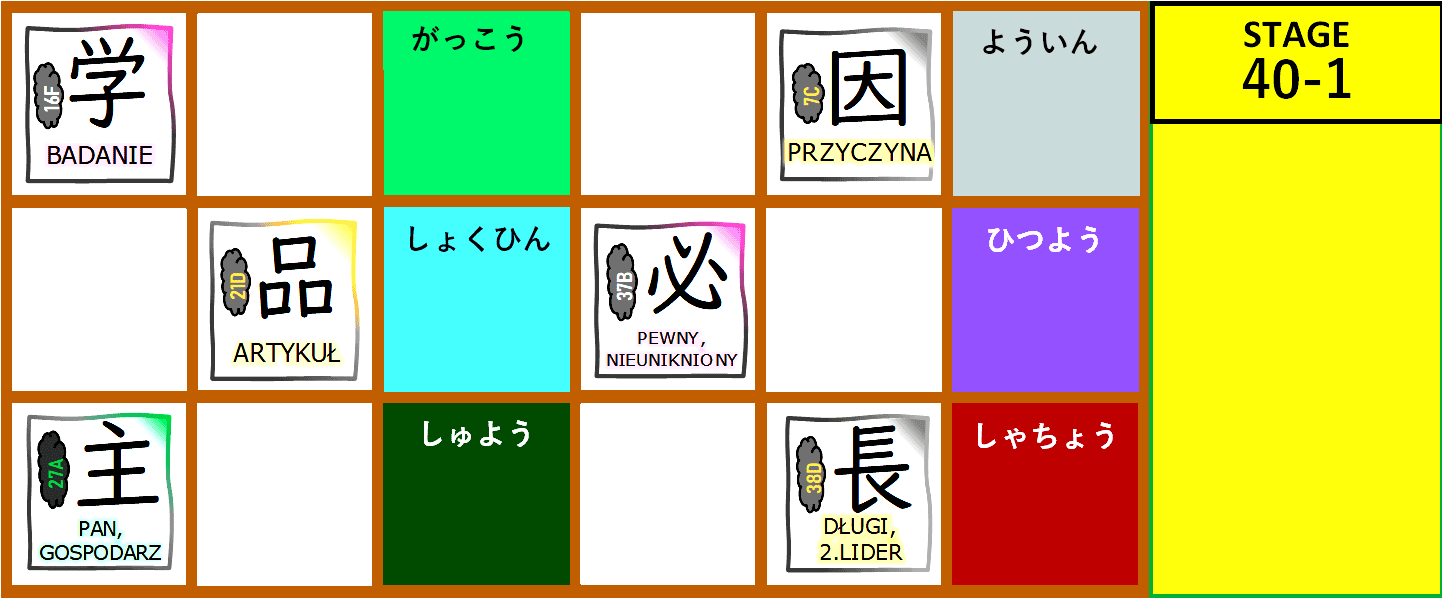 学
16F
BADANIE
がっこう
因
7C
PRZYCZYNA
よういん
STAGE
40-1
品
21D
ARTYKUŁ
しょくひん
必
37B
PEWNY,
NIEUNIKNIONY
ひつよう
主
27A
PAN,
GOSPODARZ
しゅよう
長
38D
DŁUGI,
2.LIDER
しゃちょう